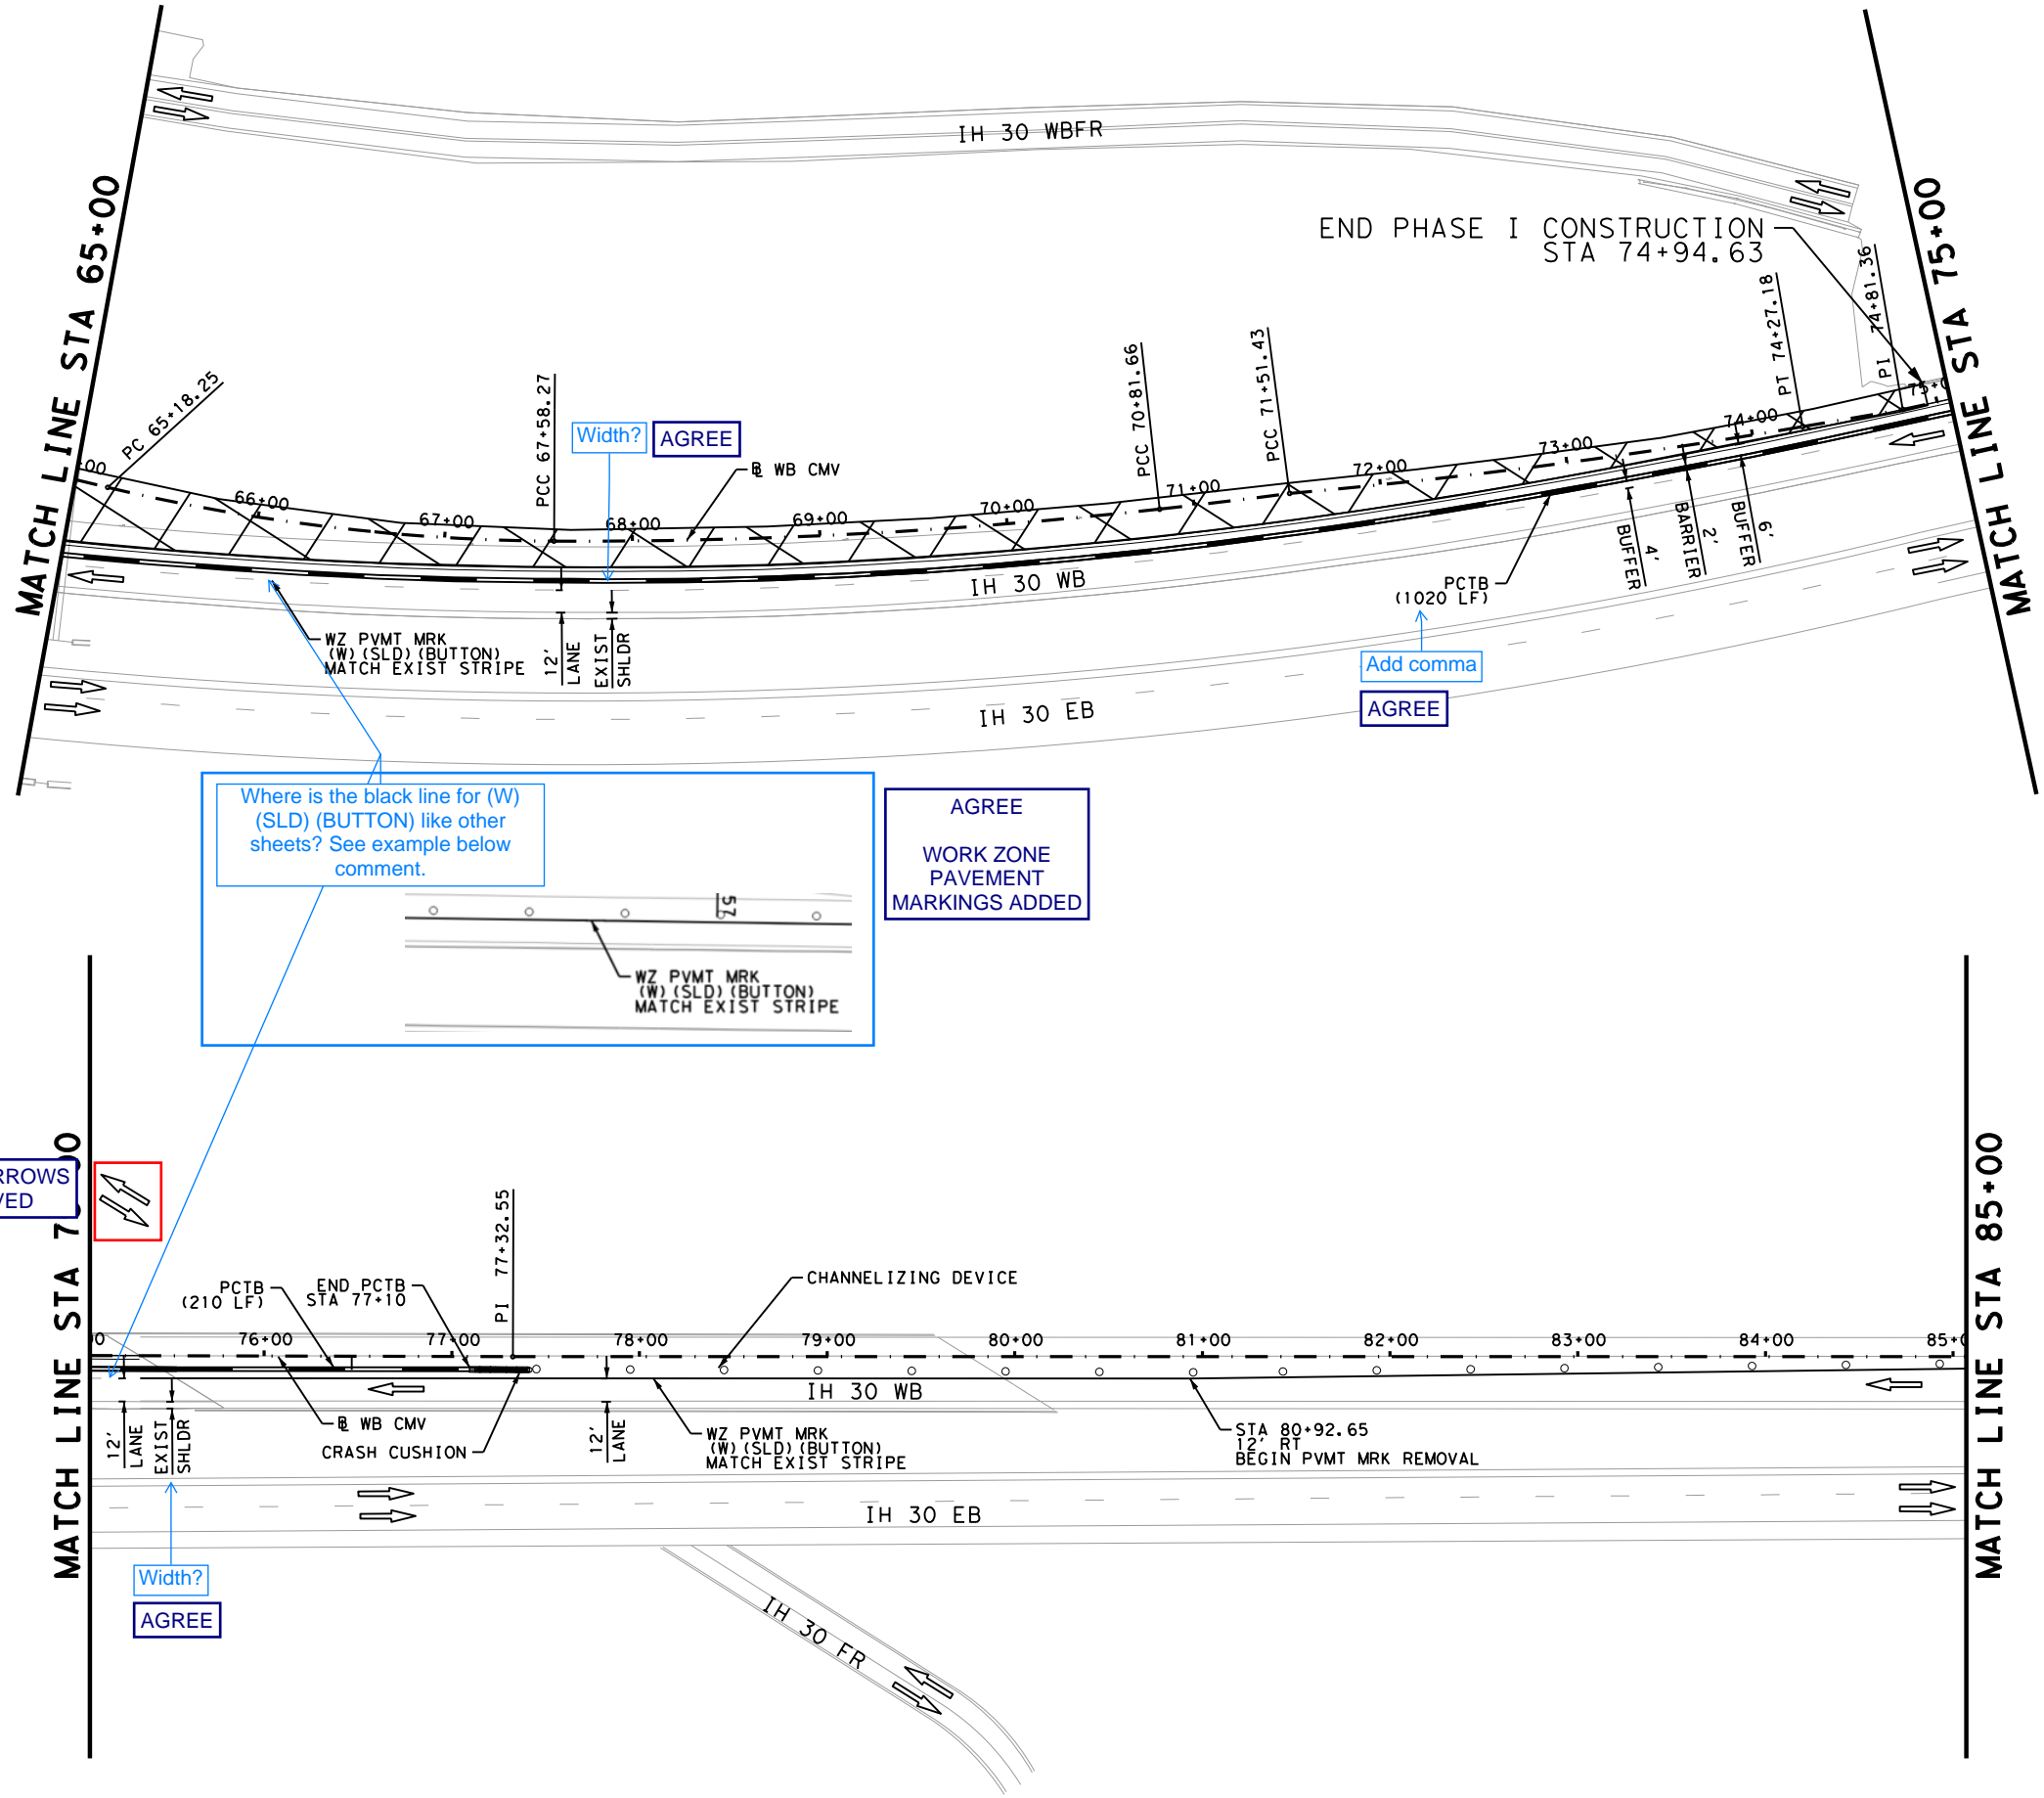 IH 30 WBFR
MATCH LINE STA 65+00
MATCH LINE STA 75+00
END PHASE I CONSTRUCTION
STA 74+94.63
PC 65+18.25
PCC 67+58.27
PCC 70+81.66
PCC 71+51.43
PT 74+27.18
PI 74+81.36
Width?
AGREE
B WB CMV
66+00
67+00
68+00
69+00
70+00
71+00
72+00
73+00
74+00
IH 30 WB
4'
BUFFER
2'
BARRIER
6'
BUFFER
PCTB
(1020 LF)
Add comma
AGREE
WZ PVMT MRK
(W)(SLD)(BUTTON)
MATCH EXIST STRIPE
12'
LANE
EXIST
SHLDR
IH 30 EB
Where is the black line for (W)
(SLD) (BUTTON) like other
sheets? See example below
comment.
57
WZ PVMT MRK
(W)(SLD)(BUTTON)
MATCH EXIST STRIPE
AGREE
WORK ZONE
PAVEMENT
MARKINGS ADDED
MATCH LINE STA
MATCH LINE STA 85+00
PCTB
(210 LF)
END PCTB
STA 77+10
PI 77+32.55
CHANNELIZING DEVICE
76+00
77+00
78+00
79+00
80+00
81+00
82+00
83+00
84+00
IH 30 WB
12'
LANE
EXIST
SHLDR
B WB CMV
CRASH CUSHION
12'
LANE
WZ PVMT MRK
(W)(SLD)(BUTTON)
MATCH EXIST STRIPE
STA 80+92.65
12' RT
BEGIN PVMT MRK REMOVAL
IH 30 EB
Width?
AGREE
IH 30 FR